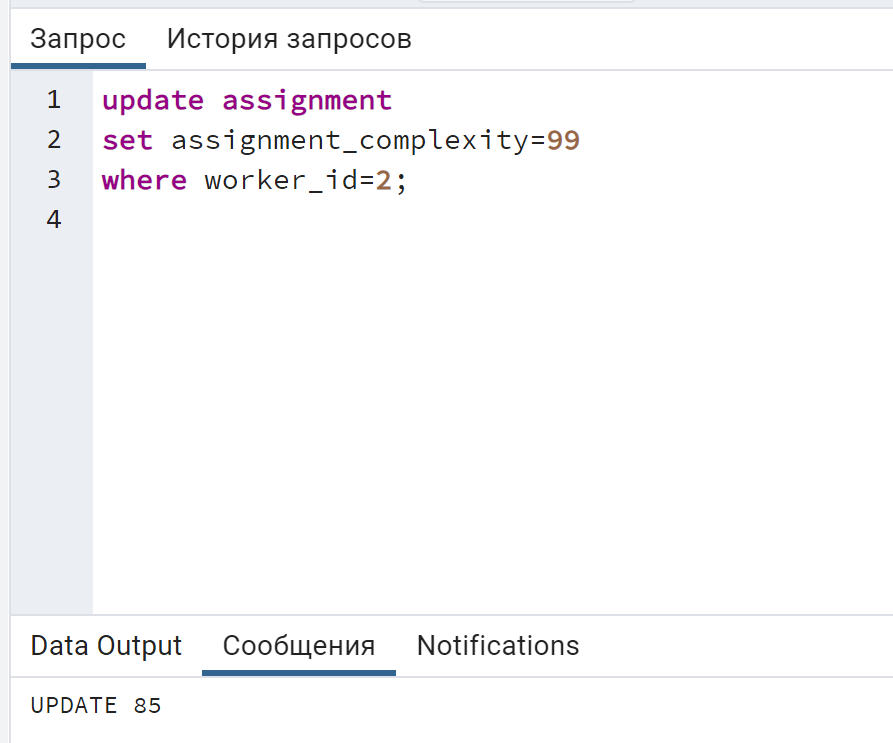 Запрос История запросов
1 update assignment
2 set assignment_complexity=99
3 where worker_id=2;
4
Data Output Сообщения Notifications
UPDATE 85